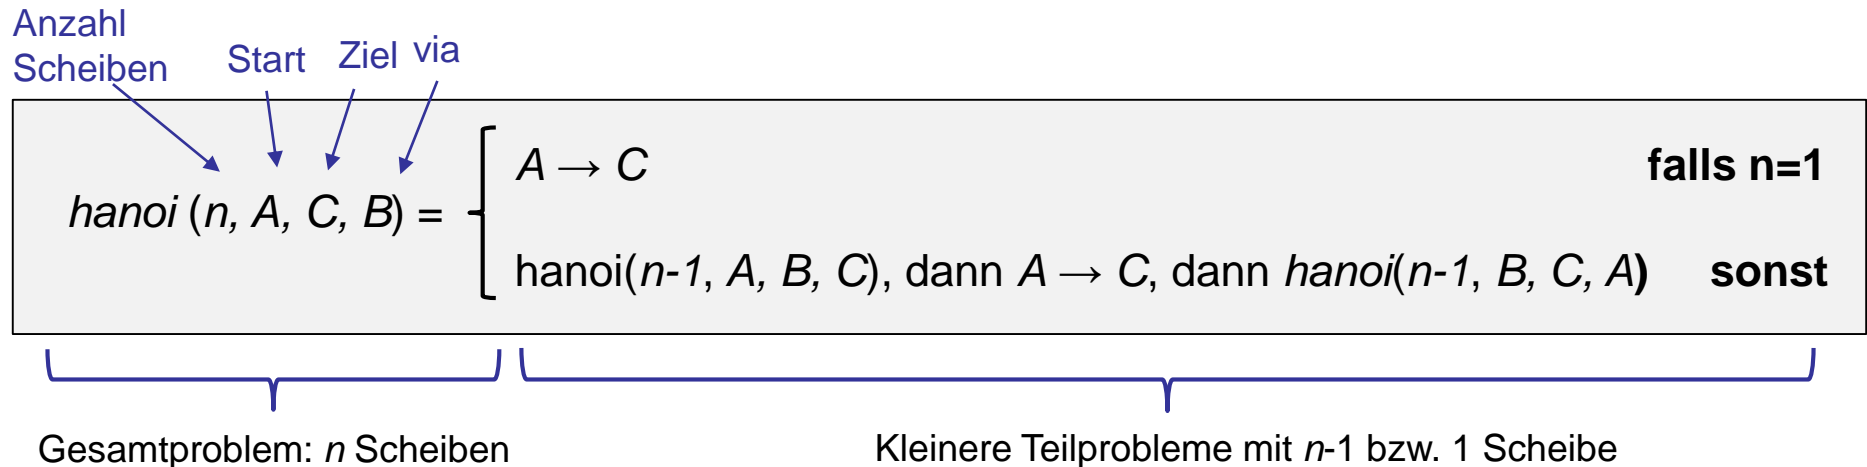 Anzahl
Scheiben
Start
Ziel
via
A → C
falls n=1
hanoi (n, A, C, B) =
hanoi(n-1, A, B, C), dann A → C, dann hanoi(n-1, B, C, A)
sonst
Gesamtproblem: n Scheiben
Kleinere Teilprobleme mit n-1 bzw. 1 Scheibe